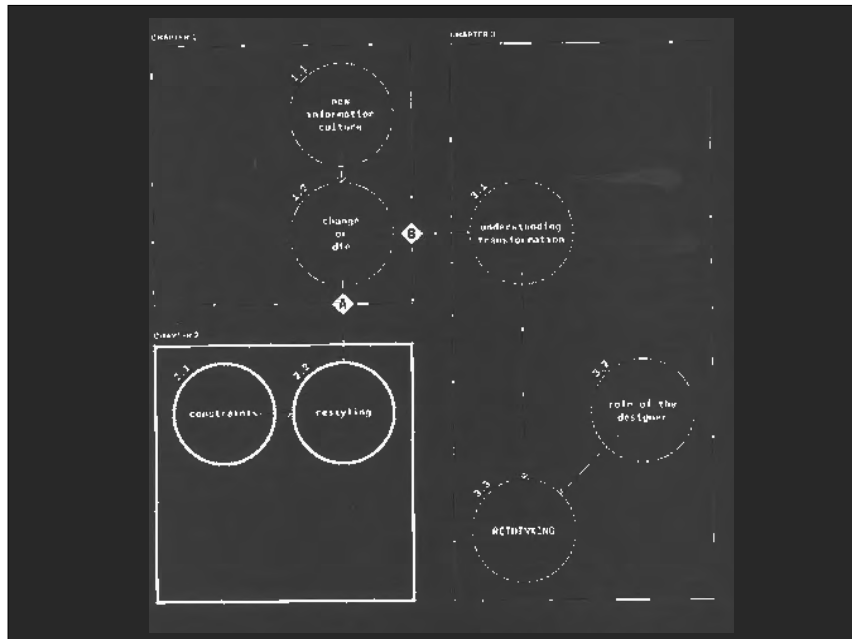 CHAPTER 1
1.1
new
information
culture
1.2
change
or
die
B
A
CHAPTER 2
2.1
constraints
2.2
restyling
CHAPTER 3
3.1
understanding
transformation
3.2
role of the
designer
3.3
RETHINKING